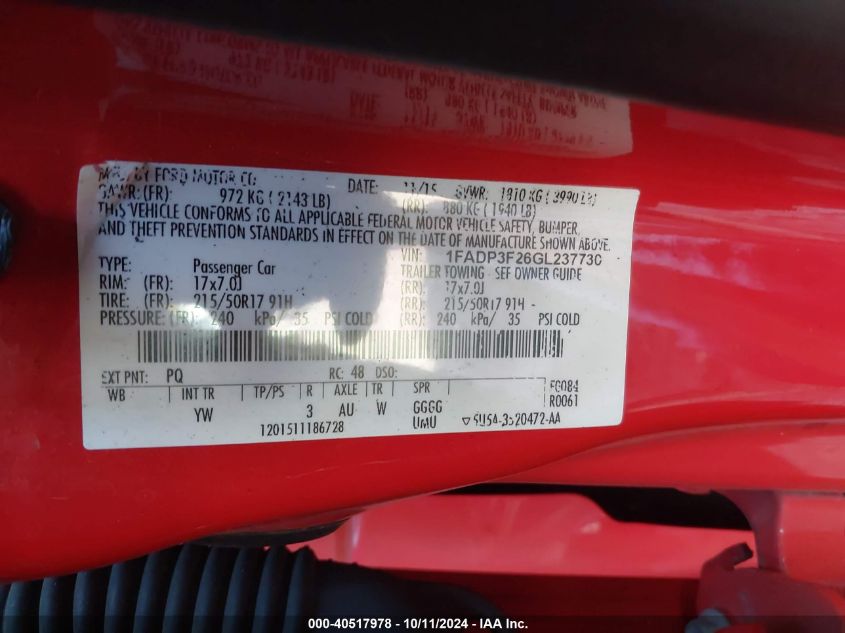 MFD. BY FORD MOTOR CO.
DATE: 11/15 GVWR: 1810 KG ( 3990 LB)
GAWR: (FR): 972 KG ( 2143 LB) (RR): 880 KG ( 1940 LB)
THIS VEHICLE CONFORMS TO ALL APPLICABLE FEDERAL MOTOR VEHICLE SAFETY, BUMPER,
AND THEFT PREVENTION STANDARDS IN EFFECT ON THE DATE OF MANUFACTURE SHOWN ABOVE.
VIN: 1FADP3F26GL237730
TYPE: Passenger Car TRAILER TOWING - SEE OWNER GUIDE
RIM: (FR): 17x7.0J (RR): 17x7.0J
TIRE: (FR): 215/50R17 91H (RR): 215/50R17 91H -
PRESSURE: (FR): 240 kPa/ 35 PSI COLD (RR): 240 kPa/ 35 PSI COLD
EXT PNT: PQ RC: 48 DSO: FC084
WB INT TR TP/PS R AXLE TR SPR R0061
YW 3 AU W GGGG
UMU
1201511186728
000-40517978 - 10/11/2024 - IAA Inc.